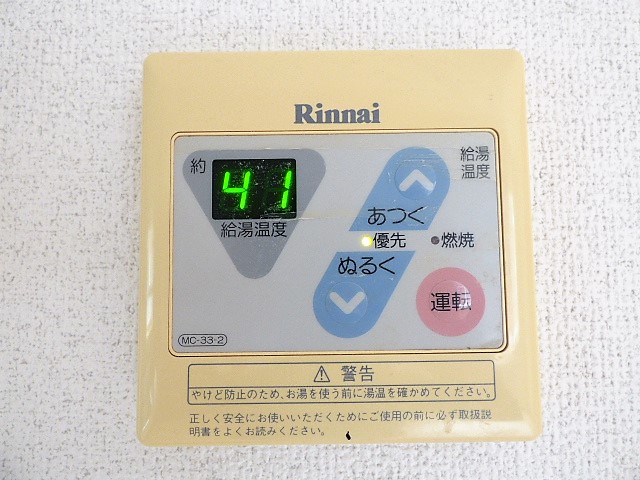 Rinnai
約
41
給湯温度
給湯
温度
あつく
優先
燃焼
ぬるく
運転
MC-33-2
⚠ 警告
やけど防止のため、お湯を使う前に湯温を確かめてください。
正しく安全にお使いいただくためにご使用の前に必ず取扱説
明書をよくお読みください。